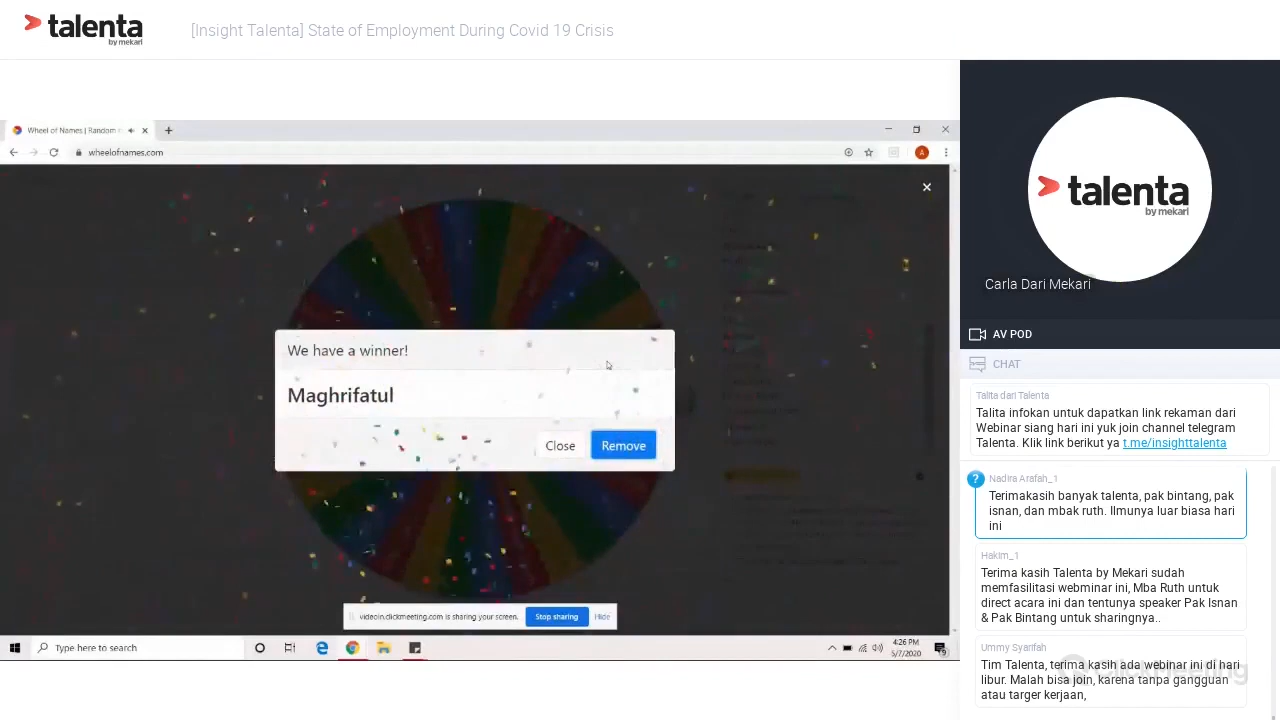 talenta
by mekari
[Insight Talenta] State of Employment During Covid 19 Crisis
Wheel of Names | Random
wheelofnames.com
A
We have a winner!
Maghrifatul
Close
Remove
videoin.clickmeeting.com is sharing your screen.
Stop sharing
Hide
Type here to search
4:26 PM
5/7/2020
talenta
by mekari
Carla Dari Mekari
AV POD
CHAT
Talita dari Talenta
Talita infokan untuk dapatkan link rekaman dari
Webinar siang hari ini yuk join channel telegram
Talenta. Klik link berikut ya t.me/insighttalenta
?
Nadira Arafah_1
Terimakasih banyak talenta, pak bintang, pak
isnan, dan mbak ruth. Ilmunya luar biasa hari
ini
Hakim_1
Terima kasih Talenta by Mekari sudah
memfasilitasi webminar ini, Mba Ruth untuk
direct acara ini dan tentunya speaker Pak Isnan
& Pak Bintang untuk sharingnya..
Ummy Syarifah
Tim Talenta, terima kasih ada webinar ini di hari
libur. Malah bisa join, karena tanpa gangguan
atau targer kerjaan,
ClickMeeting